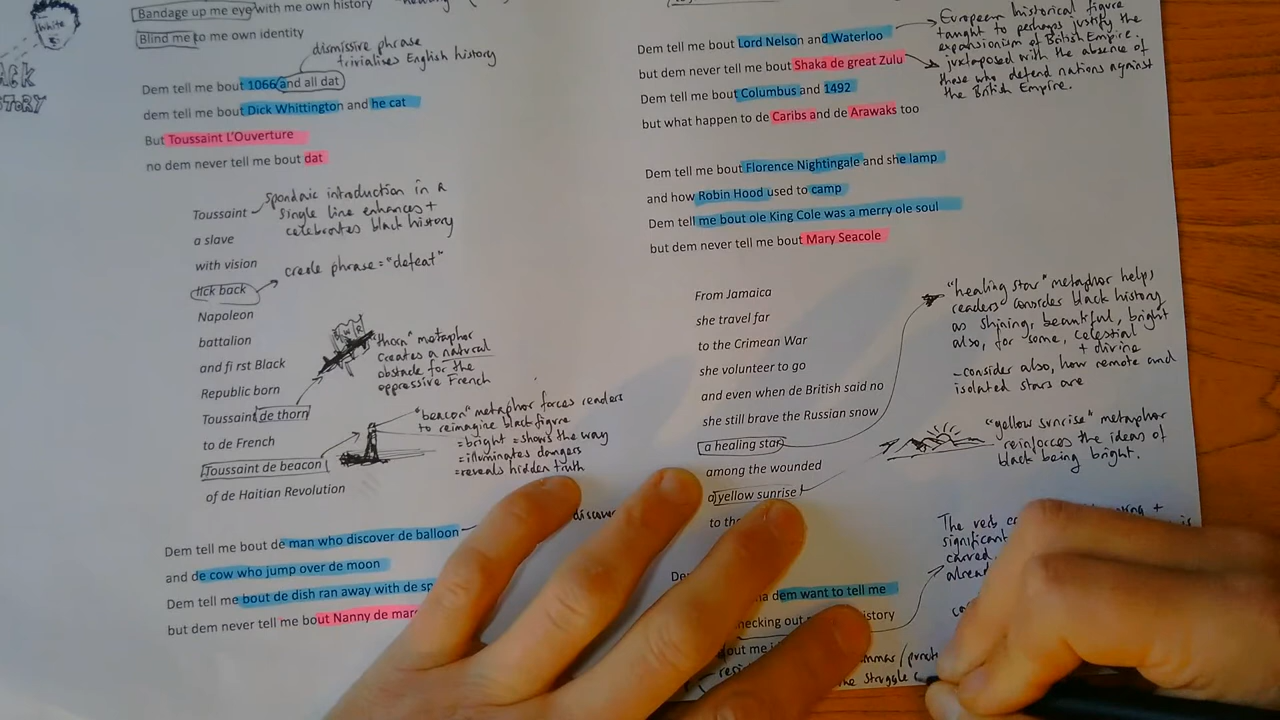 White
ACK
STORY
Bandage up me eye with me own history
Blind me to me own identity
dismissive phrase
trivialises English history
Dem tell me bout 1066 and all dat
dem tell me bout Dick Whittington and he cat
But Toussaint L'Ouverture
no dem never tell me bout dat
Toussaint
spondaic introduction in a
single line enhances +
celebrates black history
a slave
with vision
lick back
creole phrase = "defeat"
Napoleon
battalion
and fi rst Black
Republic born
Toussaint de thorn
"thorn" metaphor
creates a natural
obstacle for the
oppressive French
to de French
Toussaint de beacon
"beacon" metaphor forces readers
to reimagine black figure
= bright = shows the way
= illuminates dangers
= reveals hidden truth
of de Haitian Revolution
Dem tell me bout de man who discover de balloon
discover
and de cow who jump over de moon
Dem tell me bout de dish ran away with de sp
but dem never tell me bout Nanny de mar
Dem tell me bout Lord Nelson and Waterloo
but dem never tell me bout Shaka de great Zulu
Dem tell me bout Columbus and 1492
but what happen to de Caribs and de Arawaks too
European historical figure
taught to perhaps justify the
expansionism of British Empire.
juxtaposed with the absence of
those who defend nations against
the British Empire.
Dem tell me bout Florence Nightingale and she lamp
and how Robin Hood used to camp
Dem tell me bout ole King Cole was a merry ole soul
but dem never tell me bout Mary Seacole
From Jamaica
she travel far
to the Crimean War
she volunteer to go
and even when de British said no
she still brave the Russian snow
a healing star
"healing star" metaphor helps
readers consider black history
as shining, beautiful, bright
also, for some, celestial
+ divine
- consider also, how remote and
isolated stars are
among the wounded
a yellow sunrise
"yellow sunrise" metaphor
reinforces the ideas of
black being bright.
to the
The verb
significant
carved.
dem want to tell me
hecking out
history
out me
the struggle